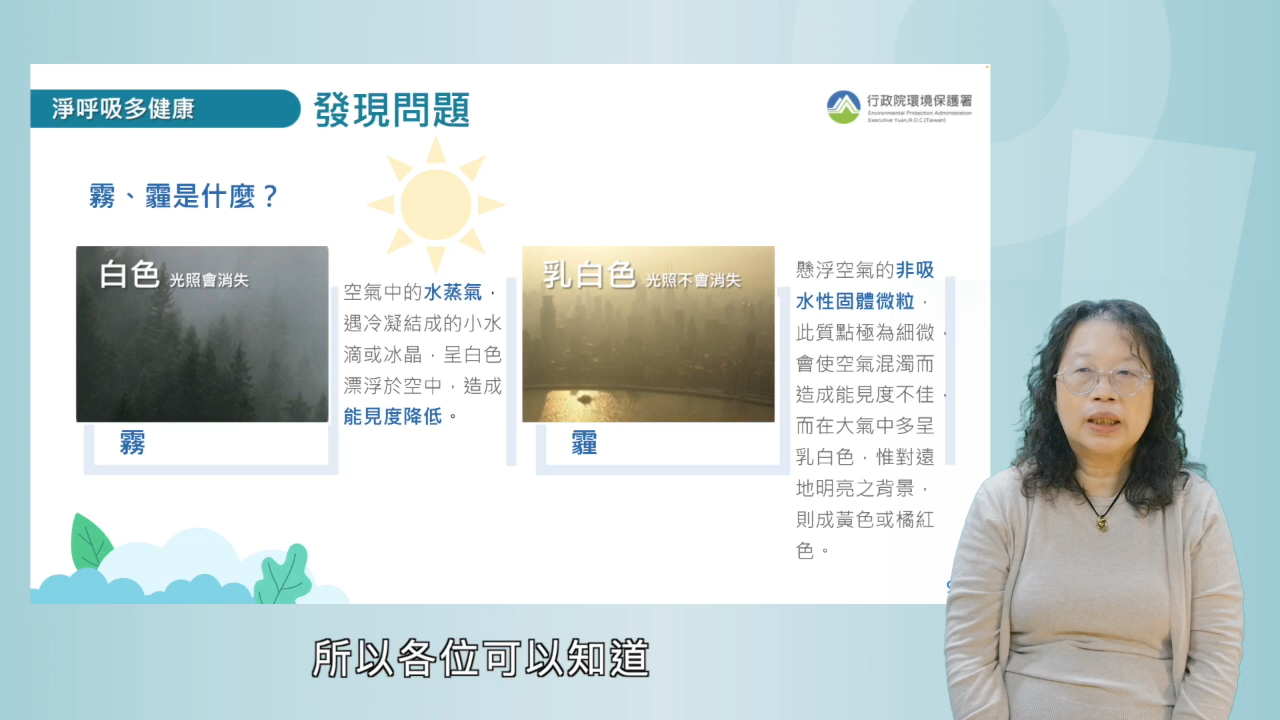 淨呼吸多健康
發現問題
行政院環境保護署
Environmental Protection Administration
Executive Yuan,R.O.C.(Taiwan)
霧、霾是什麼？
白色 光照會消失
霧
空氣中的水蒸氣，
遇冷凝結成的小水
滴或冰晶，呈白色
漂浮於空中，造成
能見度降低。
乳白色 光照不會消失
霾
懸浮空氣的非吸
水性固體微粒，
此質點極為細微，
會使空氣混濁而
造成能見度不佳，
而在大氣中多呈
乳白色，惟對遠
地明亮之背景，
則成黃色或橘紅
色。
所以各位可以知道